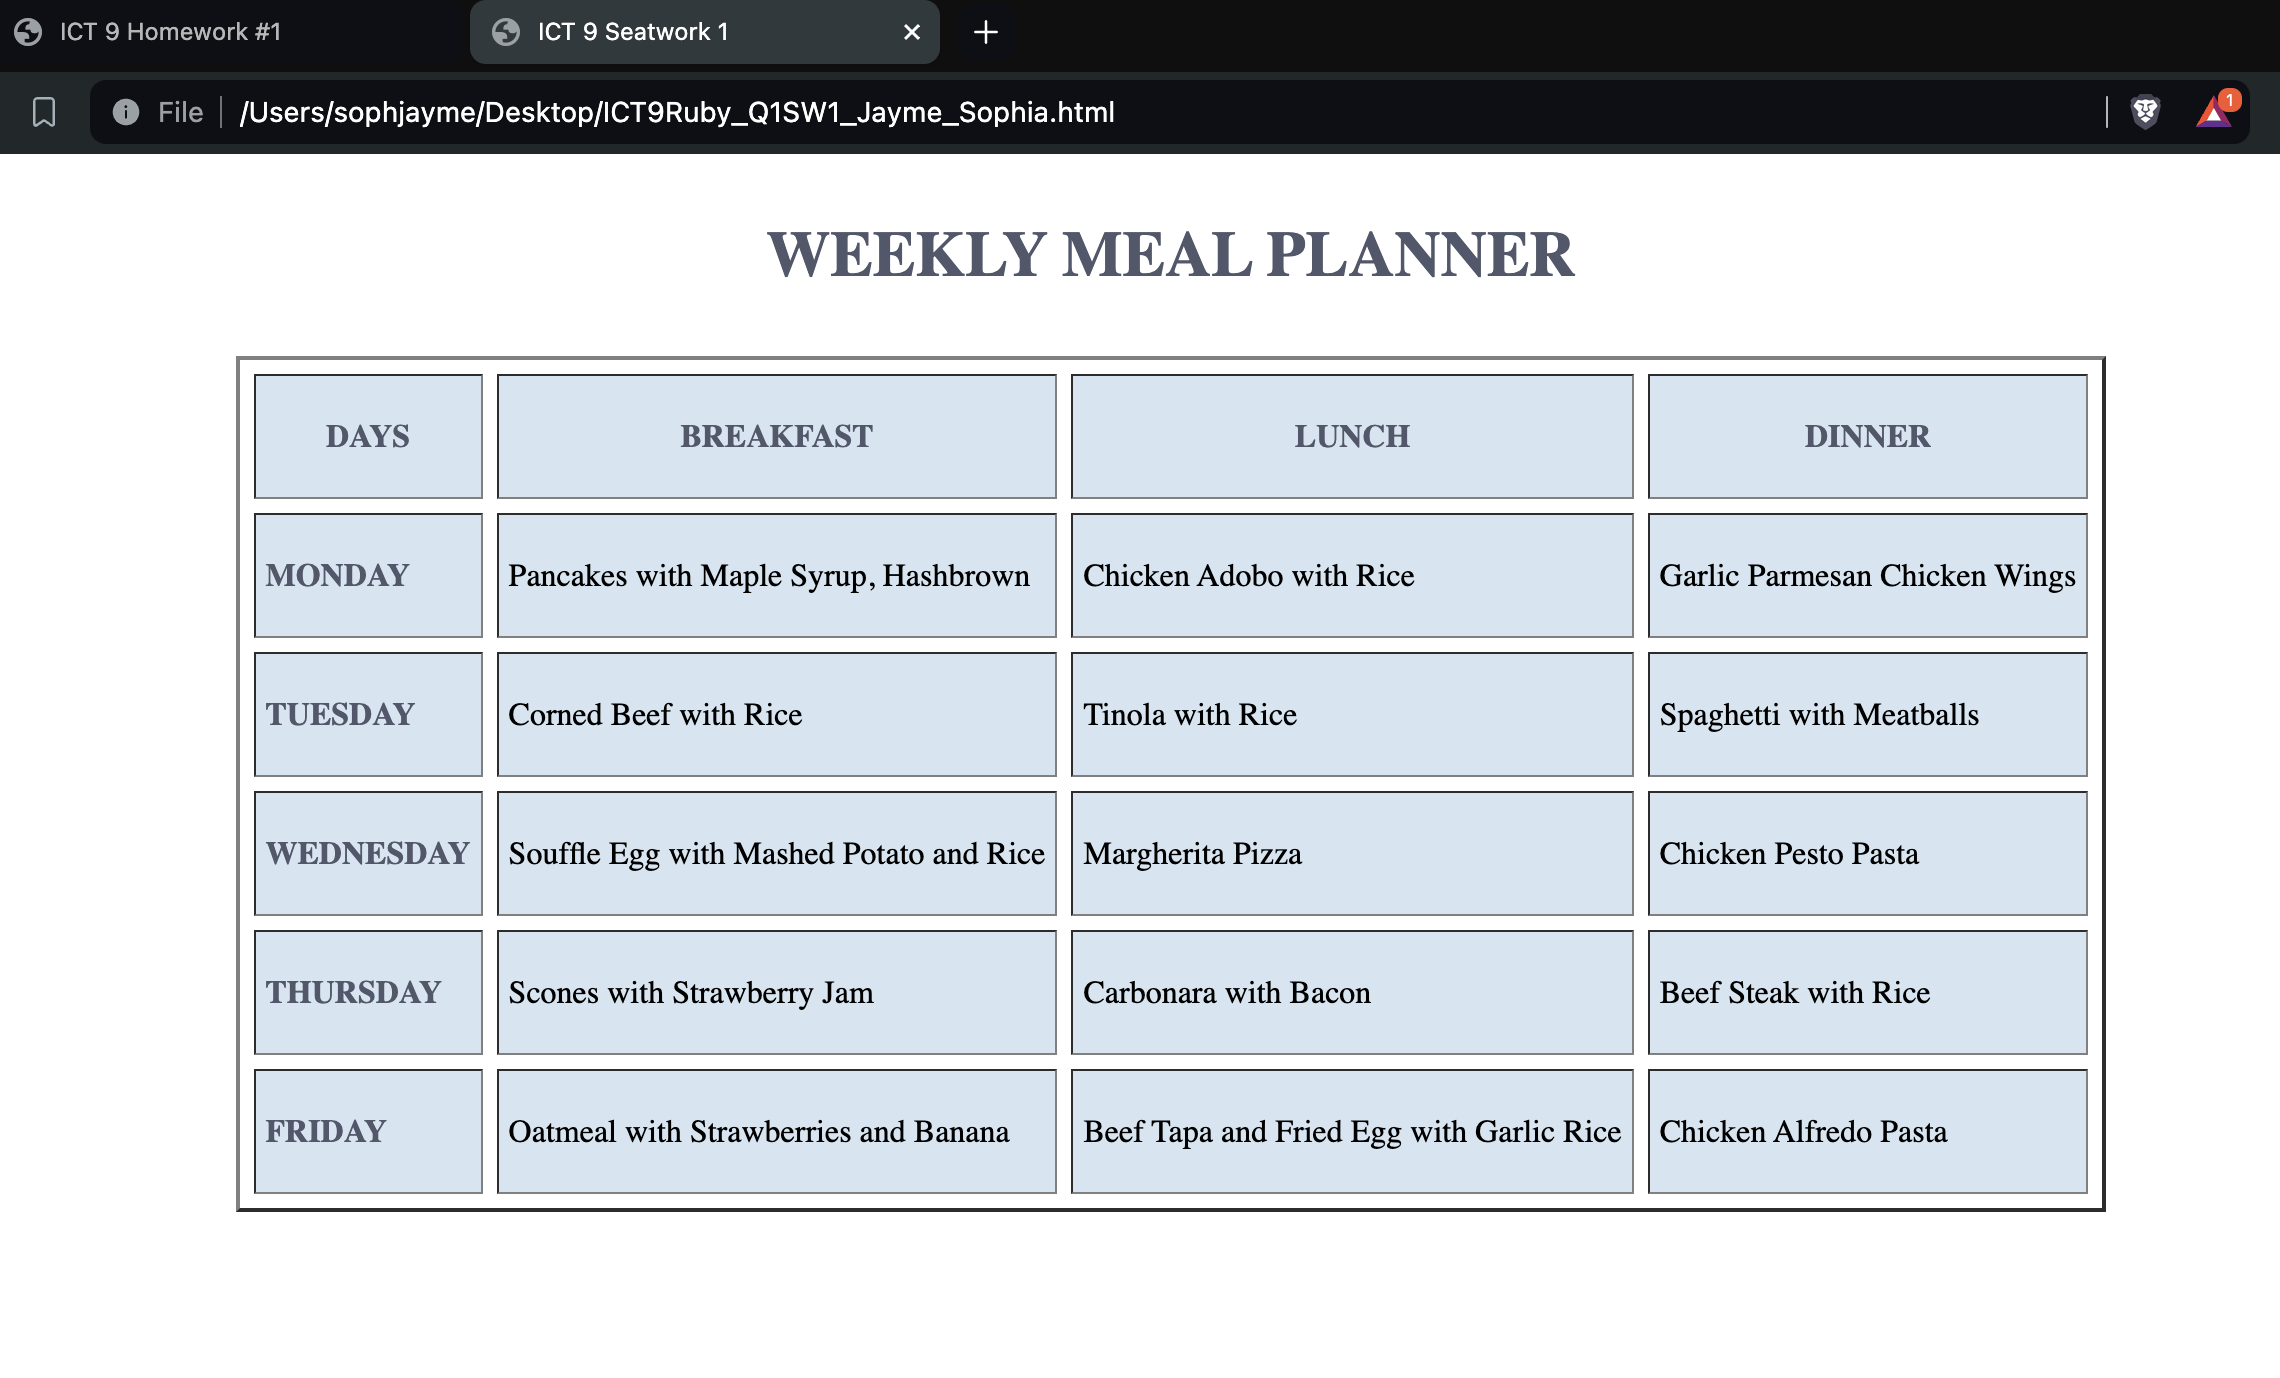 ICT 9 Homework #1
ICT 9 Seatwork 1
File /Users/sophjayme/Desktop/ICT9Ruby_Q1SW1_Jayme_Sophia.html
1
WEEKLY MEAL PLANNER
DAYS BREAKFAST LUNCH DINNER
MONDAY Pancakes with Maple Syrup, Hashbrown Chicken Adobo with Rice Garlic Parmesan Chicken Wings
TUESDAY Corned Beef with Rice Tinola with Rice Spaghetti with Meatballs
WEDNESDAY Souffle Egg with Mashed Potato and Rice Margherita Pizza Chicken Pesto Pasta
THURSDAY Scones with Strawberry Jam Carbonara with Bacon Beef Steak with Rice
FRIDAY Oatmeal with Strawberries and Banana Beef Tapa and Fried Egg with Garlic Rice Chicken Alfredo Pasta